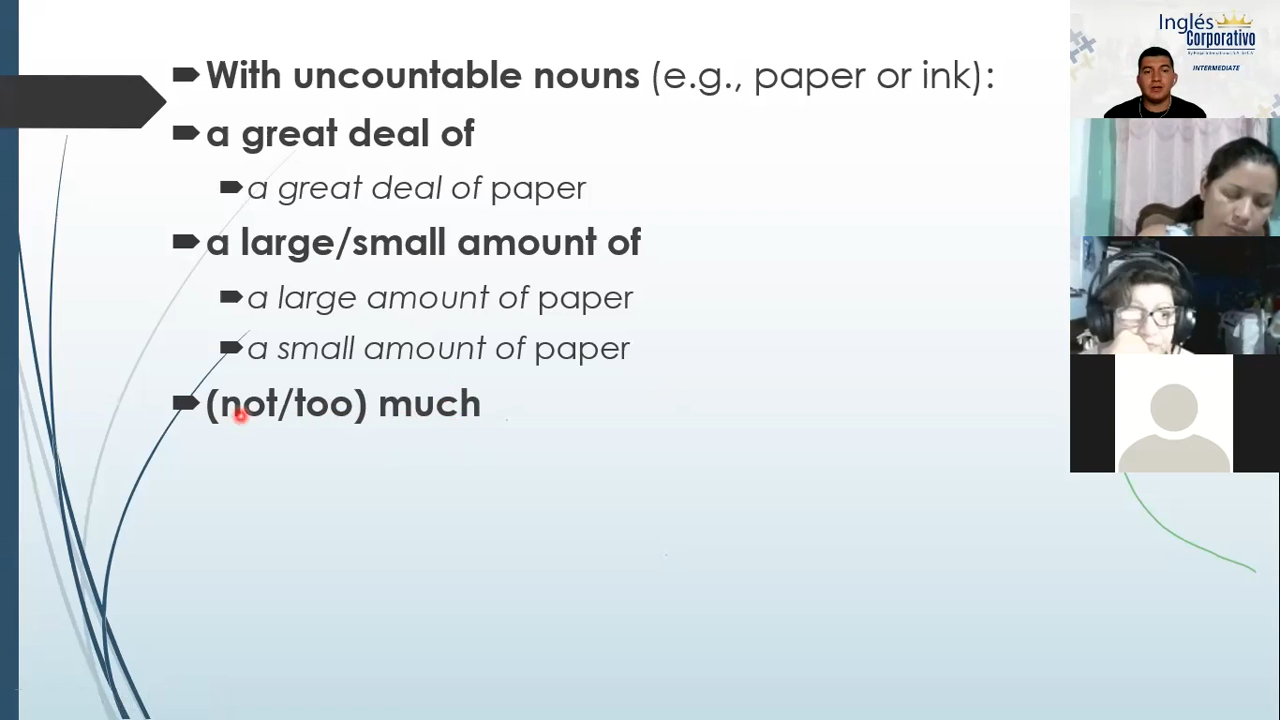 With uncountable nouns (e.g., paper or ink):
a great deal of
a great deal of paper
a large/small amount of
a large amount of paper
a small amount of paper
(not/too) much
Inglés
Corporativo
INTERMEDIATE